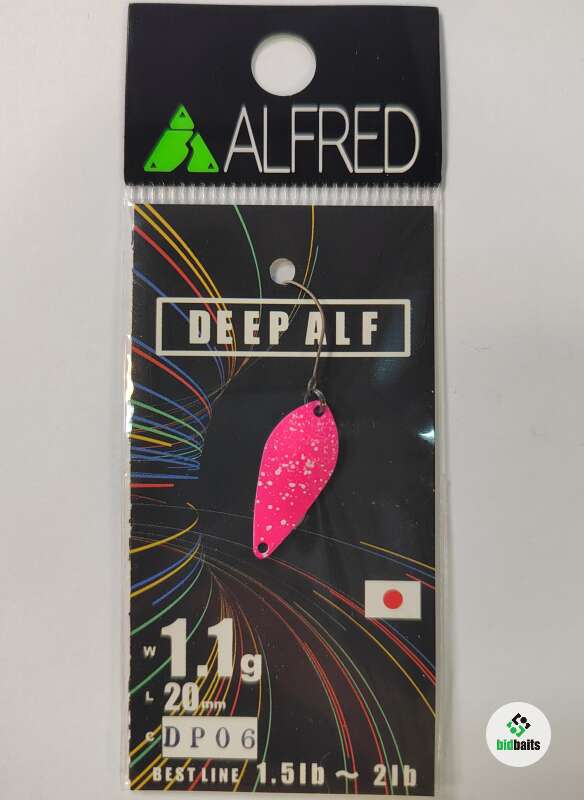 ALFRED
DEEP ALF
W 1.1g
L 20mm
C DP06
BEST LINE 1.5lb ~ 2lb
bidbaits